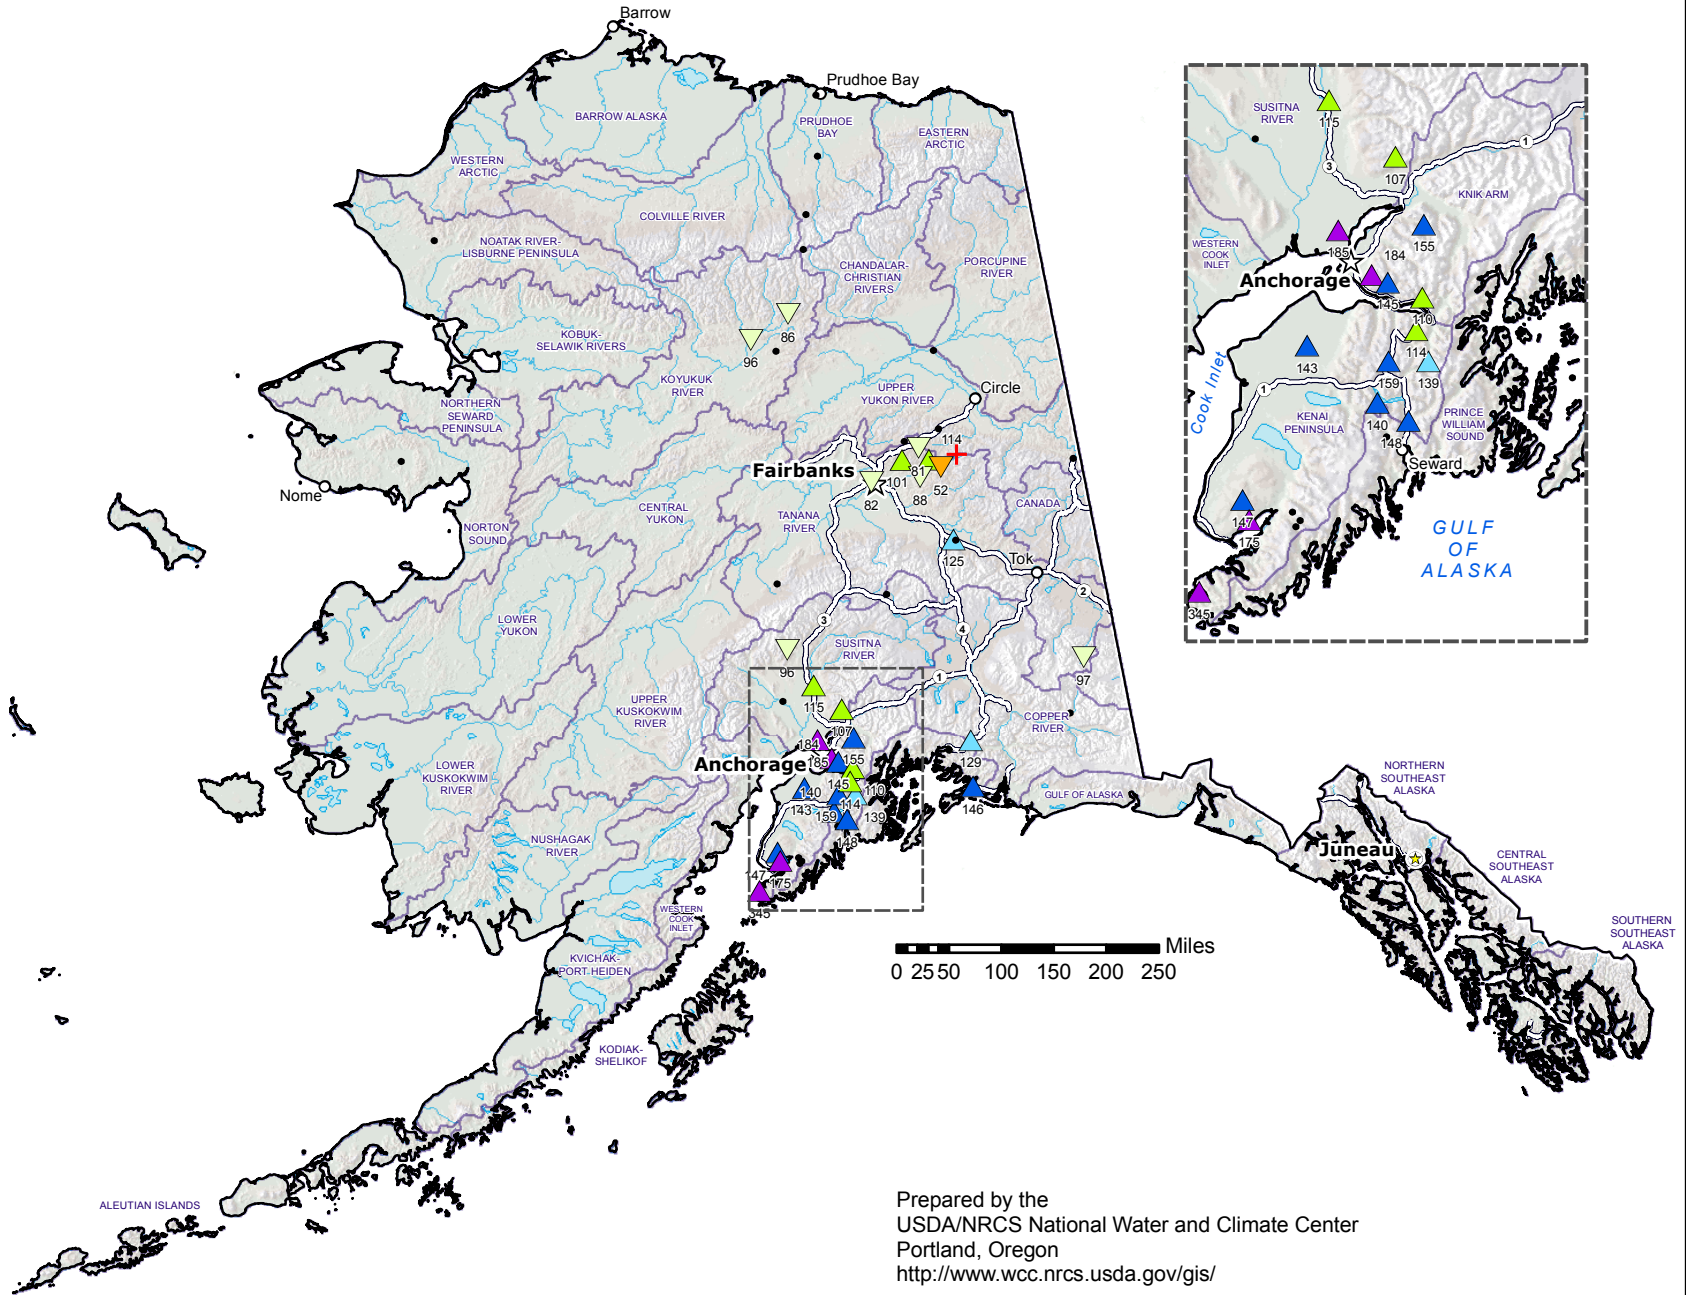 Barrow
Prudhoe Bay
BARROW ALASKA
PRUDHOE
BAY
EASTERN
ARCTIC
WESTERN
ARCTIC
COLVILLE RIVER
NOATAK RIVER-
LISBURNE PENINSULA
CHANDALAR-
CHRISTIAN
RIVERS
PORCUPINE
RIVER
KOBUK-
SELAWIK RIVERS
86
96
KOYUKUK
RIVER
UPPER
YUKON RIVER
Circle
NORTHERN
SEWARD
PENINSULA
114
Fairbanks
81
101
52
88
82
Nome
CENTRAL
YUKON
TANANA
RIVER
CANADA
NORTON
SOUND
125
Tok
2
LOWER
YUKON
3
4
SUSITNA
RIVER
96
97
1
115
UPPER
KUSKOKWIM
RIVER
COPPER
RIVER
107
184
155
185
129
Anchorage
LOWER
KUSKOKWIM
RIVER
145
110
140
114
143
159
139
146
148
GULF OF ALASKA
NUSHAGAK
RIVER
147
175
345
WESTERN
COOK
INLET
KVICHAK-
PORT HEIDEN
KODIAK-
SHELIKOF
ALEUTIAN ISLANDS
NORTHERN
SOUTHEAST
ALASKA
Juneau
CENTRAL
SOUTHEAST
ALASKA
SOUTHERN
SOUTHEAST
ALASKA
Miles
0 25 50 100 150 200 250
SUSITNA
RIVER
115
3
1
107
KNIK ARM
WESTERN
COOK
INLET
185
184
155
Anchorage
145
110
114
143
159
139
Cook Inlet
1
KENAI
PENINSULA
140
148
PRINCE
WILLIAM
SOUND
Seward
147
175
345
GULF
OF
ALASKA
Prepared by the
USDA/NRCS National Water and Climate Center
Portland, Oregon
http://www.wcc.nrcs.usda.gov/gis/